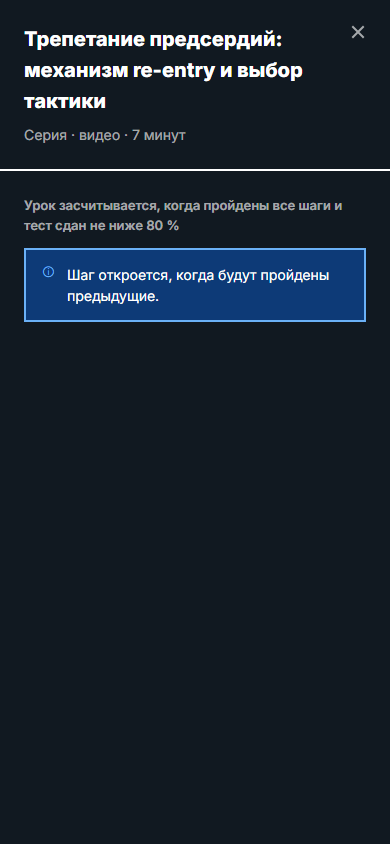 Трепетание предсердий:
механизм re-entry и выбор
тактики
Серия · видео · 7 минут
Урок засчитывается, когда пройдены все шаги и
тест сдан не ниже 80 %
Шаг откроется, когда будут пройдены
предыдущие.